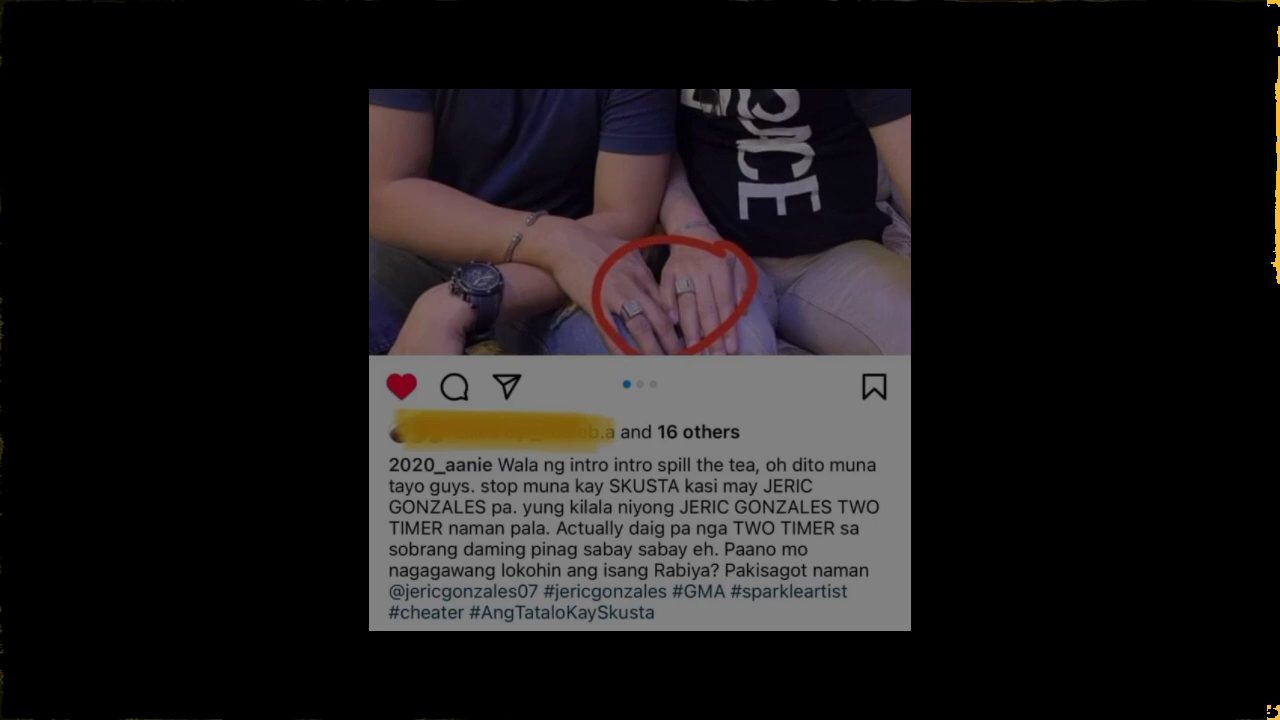 OICE
b.a and 16 others
2020_aanie Wala ng intro intro spill the tea, oh dito muna
tayo guys. stop muna kay SKUSTA kasi may JERIC
GONZALES pa. yung kilala niyong JERIC GONZALES TWO
TIMER naman pala. Actually daig pa nga TWO TIMER sa
sobrang daming pinag sabay sabay eh. Paano mo
nagagawang lokohin ang isang Rabiya? Pakisagot naman
@jericgonzales07 #jericgonzales #GMA #sparkleartist
#cheater #AngTataloKaySkusta